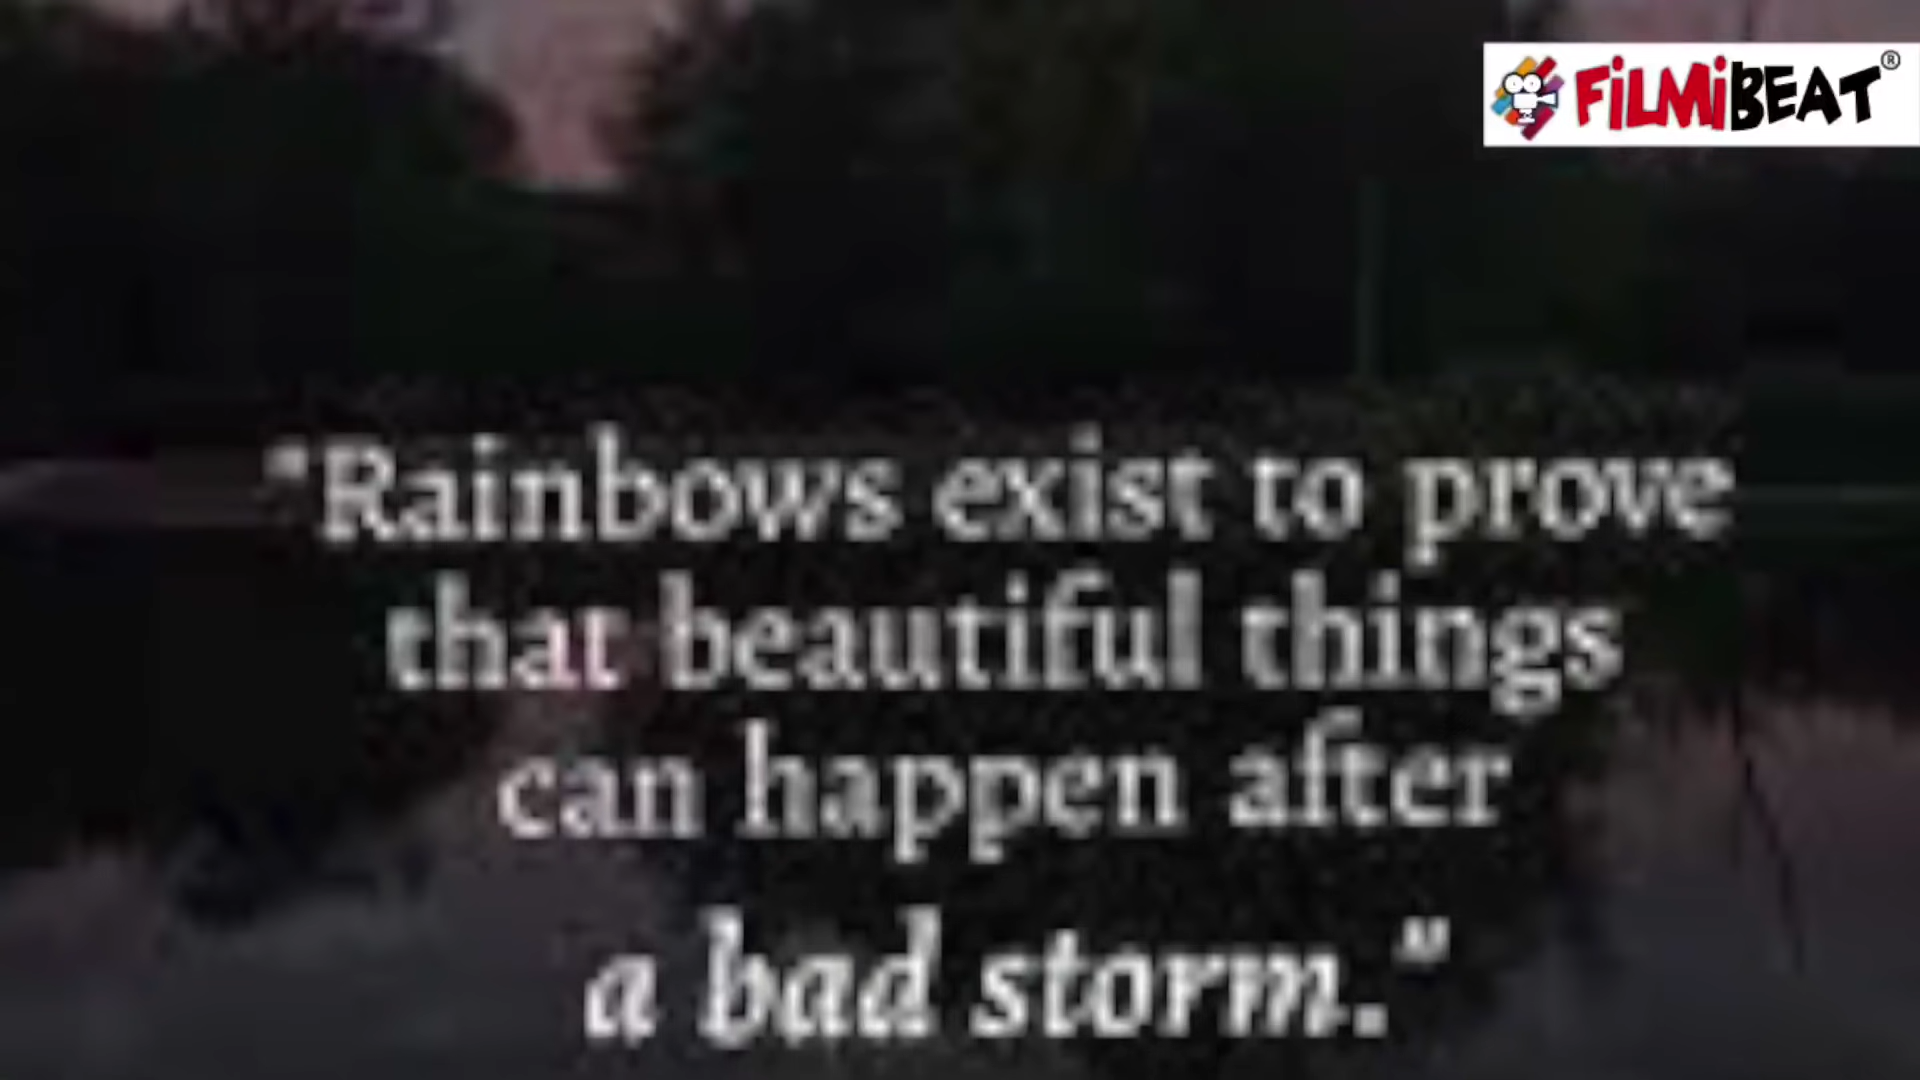 FiLMiBEAT®
"Rainbows exist to prove
that beautiful things
can happen after
a bad storm."